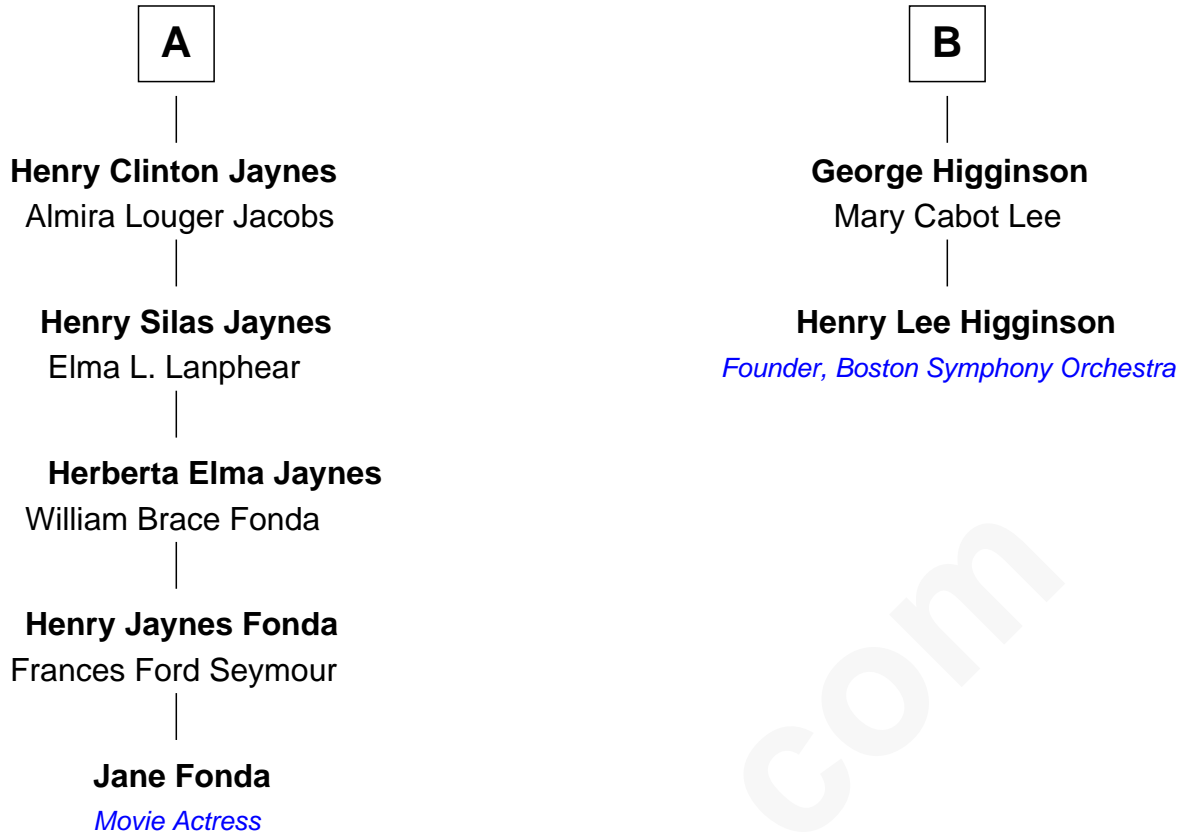 A
Henry Clinton Jaynes
Almira Louger Jacobs
Henry Silas Jaynes
Elma L. Lanphear
Herberta Elma Jaynes
William Brace Fonda
Henry Jaynes Fonda
Frances Ford Seymour
Jane Fonda
Movie Actress
B
George Higginson
Mary Cabot Lee
Henry Lee Higginson
Founder, Boston Symphony Orchestra
com